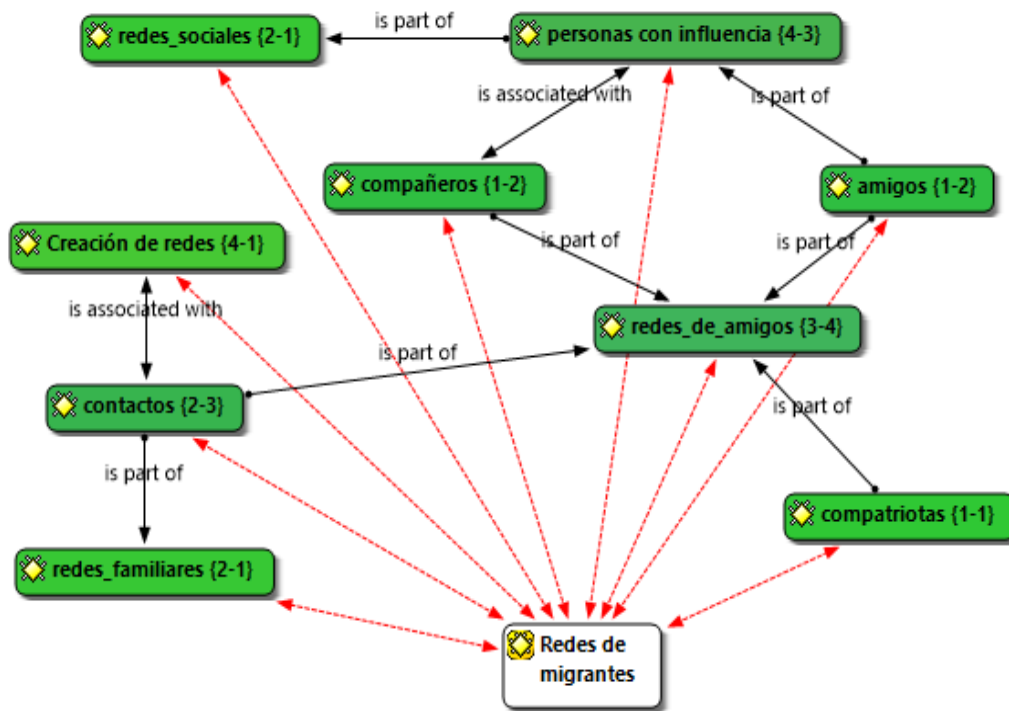 is part of
redes_sociales {2-1}
personas con influencia {4-3}
is associated with
is part of
compañeros {1-2}
amigos {1-2}
Creación de redes {4-1}
is part of
is part of
is associated with
redes_de_amigos {3-4}
is part of
contactos {2-3}
is part of
is part of
compatriotas {1-1}
redes_familiares {2-1}
Redes de
migrantes